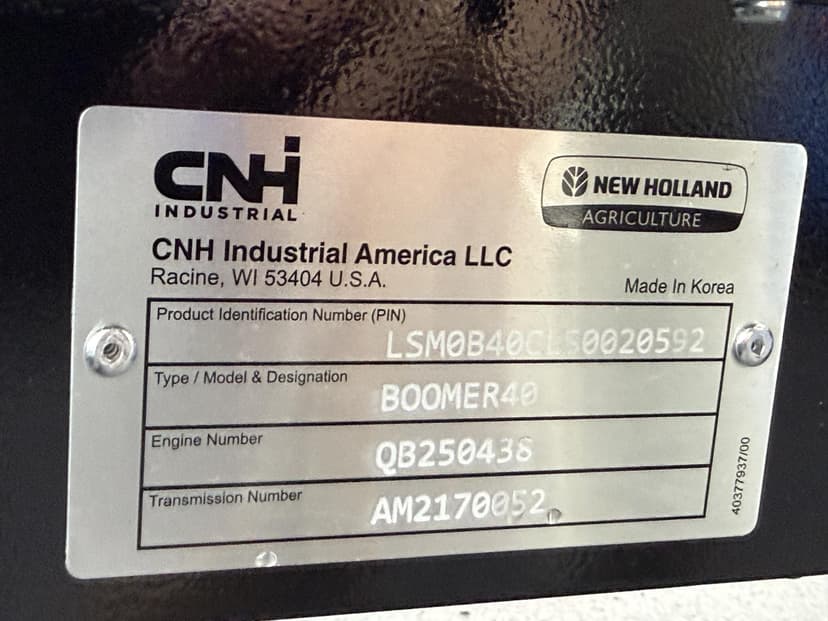 CNH
INDUSTRIAL
NEW HOLLAND
AGRICULTURE
CNH Industrial America LLC
Racine, WI 53404 U.S.A.
Made In Korea
Product Identification Number (PIN)
LSM0B40CLS0020592
Type / Model & Designation
BOOMER40
Engine Number
QB250438
Transmission Number
AM2170052
40377937/00